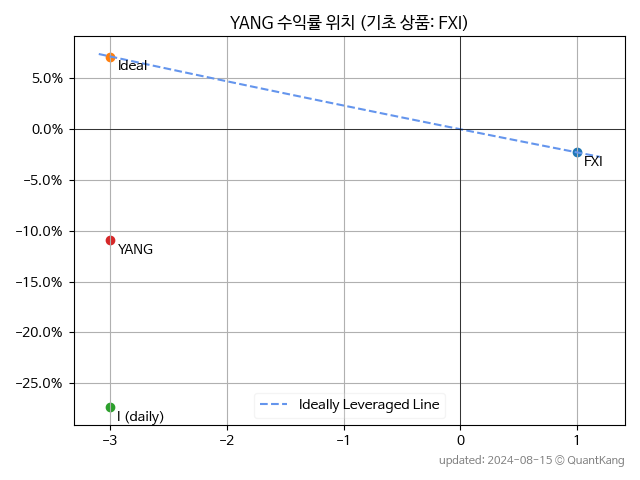 YANG 수익률 위치 (기초 상품: FXI)
5.0%
0.0%
−5.0%
−10.0%
−15.0%
−20.0%
−25.0%
Ideal
FXI
YANG
I (daily)
Ideally Leveraged Line
−3
−2
−1
0
1
updated: 2024-08-15 © QuantKang